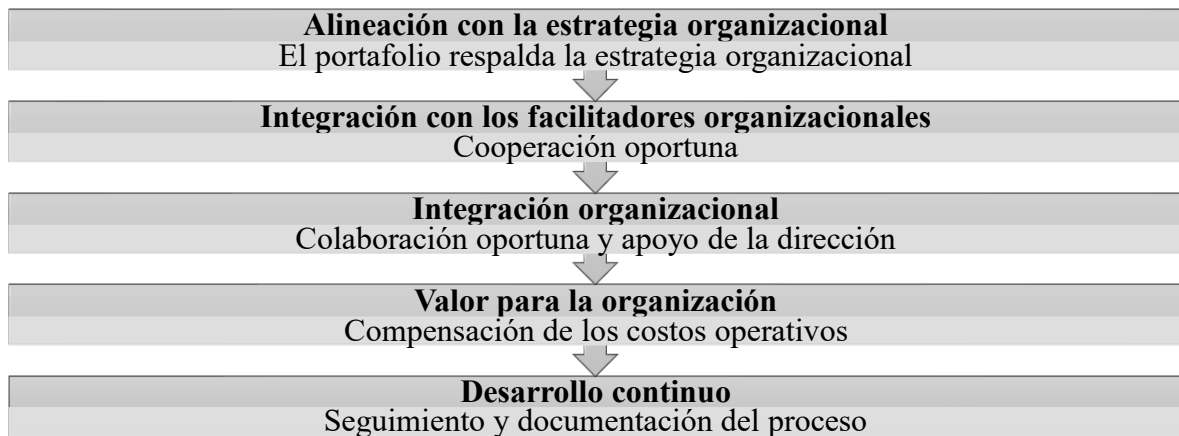 Alineación con la estrategia organizacional
El portafolio respalda la estrategia organizacional
Integración con los facilitadores organizacionales
Cooperación oportuna
Integración organizacional
Colaboración oportuna y apoyo de la dirección
Valor para la organización
Compensación de los costos operativos
Desarrollo continuo
Seguimiento y documentación del proceso